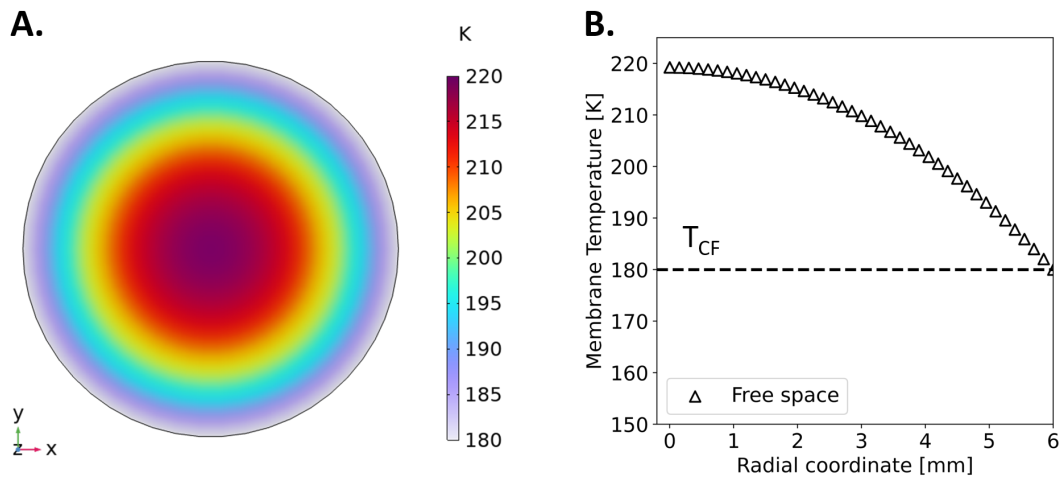 A.
K
220
215
210
205
200
195
190
185
180
y
z
x
B.
Membrane Temperature [K]
220
210
200
190
180
170
160
150
T_CF
Free space
0 1 2 3 4 5 6
Radial coordinate [mm]